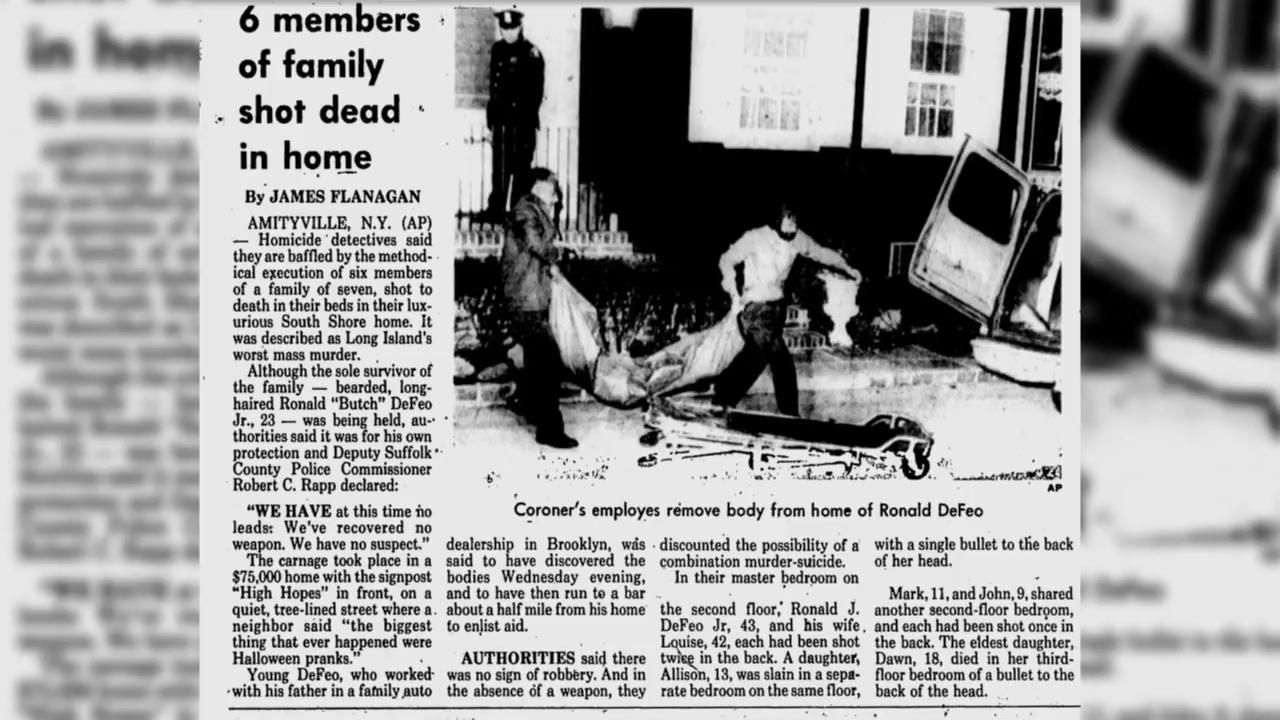 6 members
of family
shot dead
in home
By JAMES FLANAGAN
AMITYVILLE, N.Y. (AP)
— Homicide detectives said
they are baffled by the method-
ical execution of six members
of a family of seven, shot to
death in their beds in their lux-
urious South Shore home. It
was described as Long Island's
worst mass murder.
Although the sole survivor of
the family — bearded, long-
haired Ronald "Butch" DeFeo
Jr., 23 — was being held, au-
thorities said it was for his own
protection and Deputy Suffolk
County Police Commissioner
Robert C. Rapp declared:
"WE HAVE at this time no
leads. We've recovered no
weapon. We have no suspect."
The carnage took place in a
$75,000 home with the signpost
"High Hopes" in front, on a
quiet, tree-lined street where a
neighbor said "the biggest
thing that ever happened were
Halloween pranks."
Young DeFeo, who worked
with his father in a family auto
AP
Coroner's employes remove body from home of Ronald DeFeo
dealership in Brooklyn, was
said to have discovered the
bodies Wednesday evening,
and to have then run to a bar
about a half mile from his home
to enlist aid.
AUTHORITIES said there
was no sign of robbery. And in
the absence of a weapon, they
discounted the possibility of a
combination murder-suicide.
In their master bedroom on
the second floor, Ronald J.
DeFeo Jr, 43, and his wife
Louise, 42, each had been shot
twice in the back. A daughter,
Allison, 13, was slain in a sepa-
rate bedroom on the same floor,
with a single bullet to the back
of her head.
Mark, 11, and John, 9, shared
another second-floor bedroom,
and each had been shot once in
the back. The eldest daughter,
Dawn, 18, died in her third-
floor bedroom of a bullet to the
back of the head.